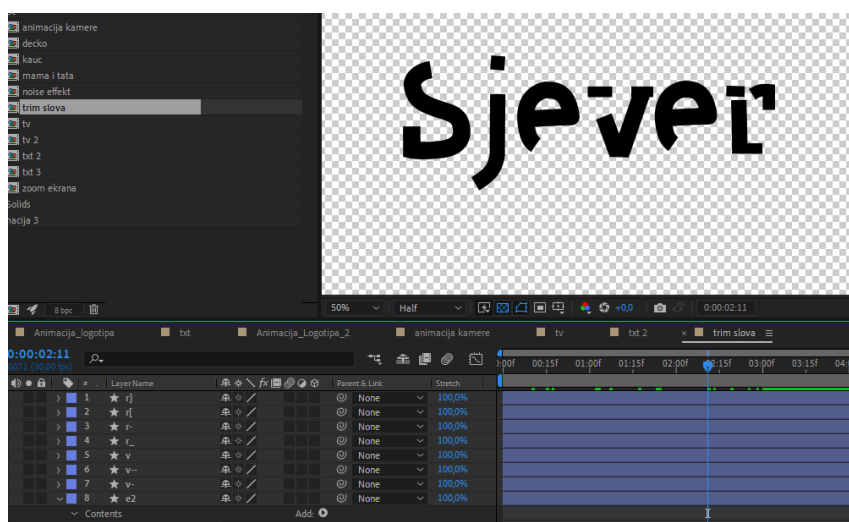 animacija kamere
decko
kauc
mama i tata
noise effekt
trim slova
tv
tv 2
txt 2
txt 3
zoom ekrana
Solids
nacija 3
Sjever
8 bpc
50%
Half
+0,0
0:00:02:11
Animacija_logotipa
txt
Animacija_Logotipa_2
animacija kamere
tv
txt 2
× trim slova
0:00:02:11
0071 (30.00 fps)
:00f 00:15f 01:00f 01:15f 02:00f 02:15f 03:00f 03:15f 04:
# . Layer Name fx Parent & Link Stretch
1 r] None 100,0%
2 r[ None 100,0%
3 r- None 100,0%
4 r_ None 100,0%
5 v None 100,0%
6 v-- None 100,0%
7 v- None 100,0%
8 e2 None 100,0%
Contents Add: